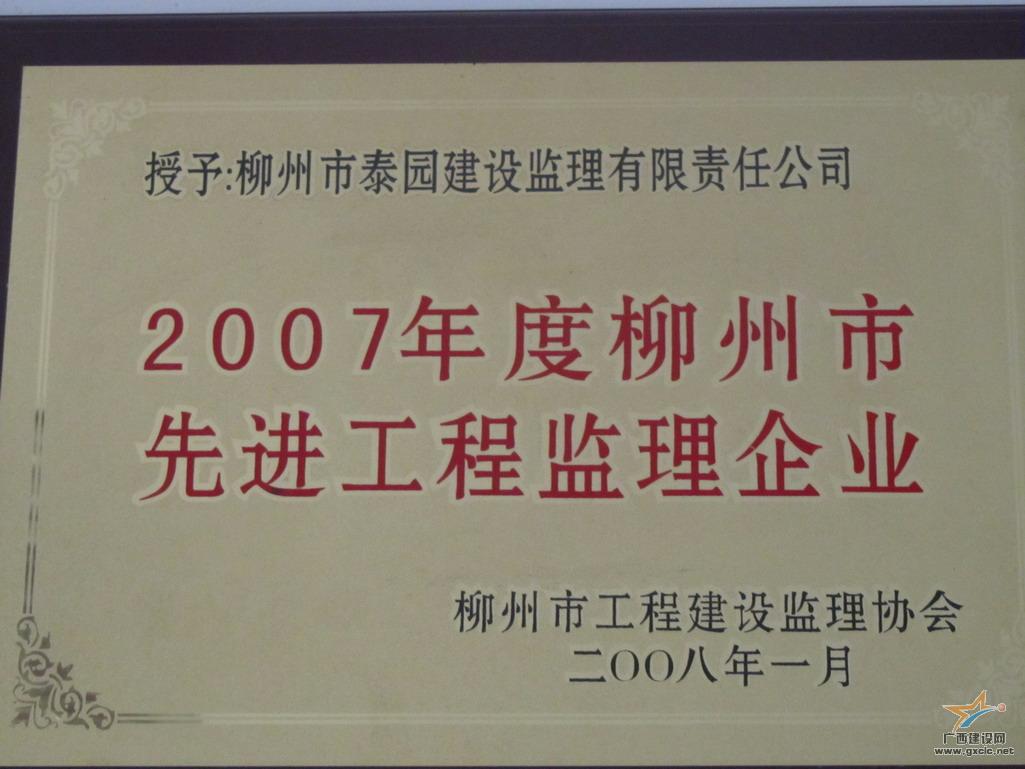 授予:柳州市泰园建设监理有限责任公司
2007年度柳州市
先进工程监理企业
柳州市工程建设监理协会
二〇〇八年一月
广西建设网
www.gxcic.net